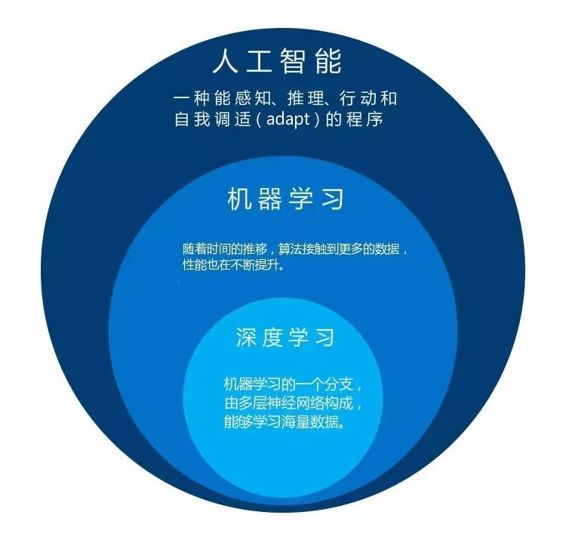 人工智能
一种能感知、推理、行动和
自我调适（adapt）的程序
机器学习
随着时间的推移，算法接触到更多的数据，
性能也在不断提升。
深度学习
机器学习的一个分支，
由多层神经网络构成，
能够学习海量数据。